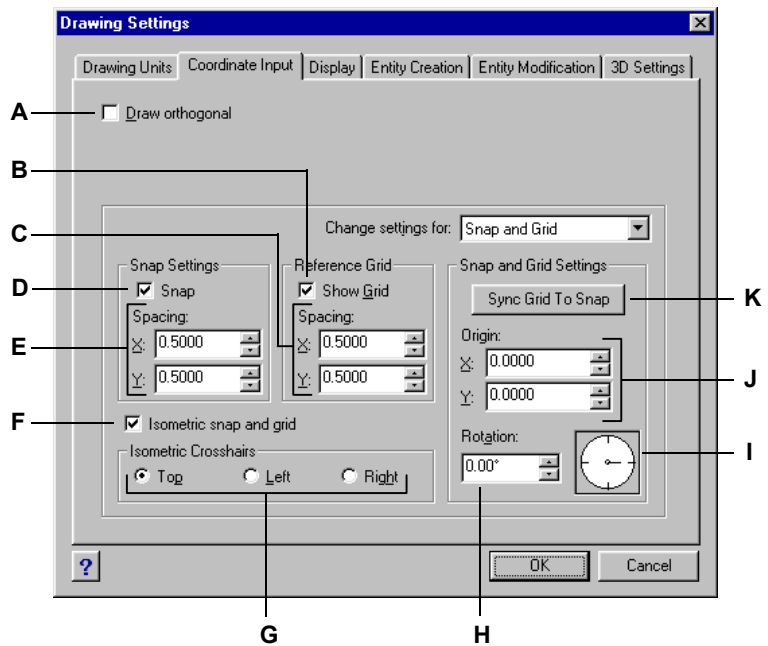 Drawing Settings
Drawing Units Coordinate Input Display Entity Creation Entity Modification 3D Settings
A Draw orthogonal
B
C Change settings for: Snap and Grid
Snap Settings Reference Grid Snap and Grid Settings
D Snap Show Grid Sync Grid To Snap K
Spacing: Spacing: Origin:
E X: 0.5000 X: 0.5000 X: 0.0000
Y: 0.5000 Y: 0.5000 Y: 0.0000 J
F Isometric snap and grid
Isometric Crosshairs Rotation: I
Top Left Right 0.00°
? OK Cancel
G H